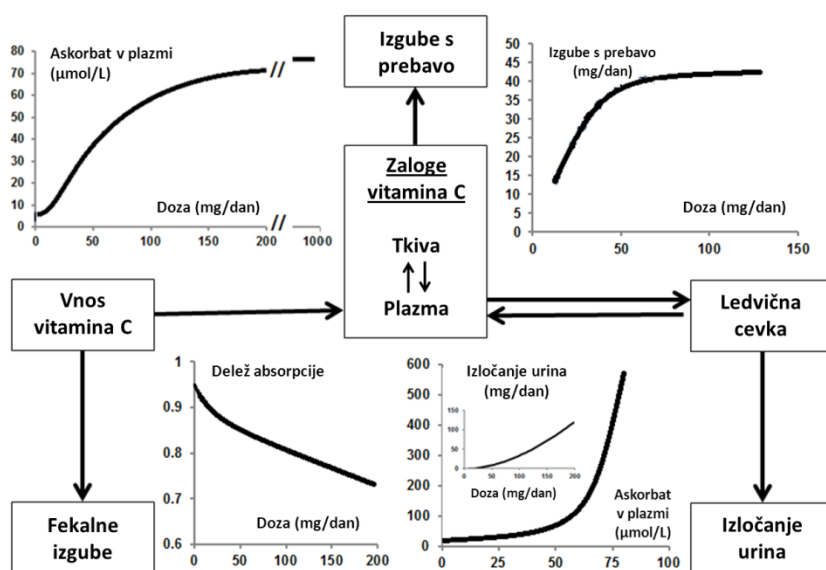 Askorbat v plazmi
(µmol/L)
80
70
60
50
40
30
20
10
0
0
50
100
150
200
1000
//
//
Doza (mg/dan)
Izgube s
prebavo
Izgube s prebavo
(mg/dan)
50
45
40
35
30
25
20
15
10
5
0
0
50
100
150
Doza (mg/dan)
Zaloge
vitamina C
Tkiva
Plazma
Vnos
vitamina C
Ledvična
cevka
Delež absorpcije
1
0.9
0.8
0.7
0.6
0
50
100
150
200
Doza (mg/dan)
Izločanje urina
(mg/dan)
600
500
400
300
200
100
0
0
25
50
75
100
150
100
50
0
0
50
100
150
200
Doza (mg/dan)
Askorbat
v plazmi
(µmol/L)
Fekalne
izgube
Izločanje
urina